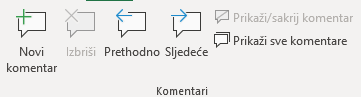 Novi
komentar
Izbriši
Prethodno
Sljedeće
Prikaži/sakrij komentar
Prikaži sve komentare
Komentari